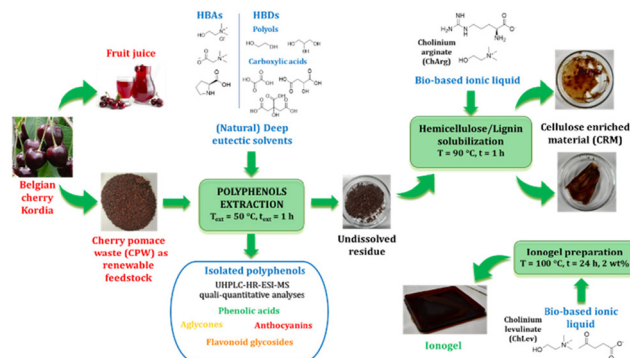 HBAs
HBDs
Polyols
Carboxylic acids
Fruit juice
Cholinium
arginate
(ChArg)
Bio-based ionic liquid
(Natural) Deep
eutectic solvents
Hemicellulose/Lignin
solubilization
T = 90 °C, t = 1 h
Cellulose enriched
material (CRM)
Belgian
cherry
Kordia
POLYPHENOLS
EXTRACTION
Text = 50 °C, text = 1 h
Undissolved
residue
Cherry pomace
waste (CPW) as
renewable
feedstock
Ionogel preparation
T = 100 °C, t = 24 h, 2 wt%
Isolated polyphenols
UHPLC-HR-ESI-MS
quali-quantitative analyses
Phenolic acids
Aglycones
Anthocyanins
Flavonoid glycosides
Ionogel
Bio-based ionic
liquid
Cholinium
levulinate
(ChLev)